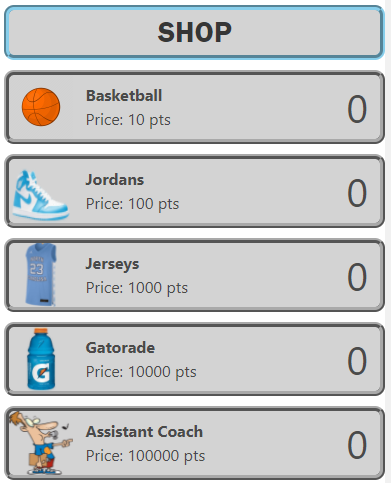 SHOP
Basketball
Price: 10 pts
0
Jordans
Price: 100 pts
0
Jerseys
Price: 1000 pts
0
23
Gatorade
Price: 10000 pts
0
G
Assistant Coach
Price: 100000 pts
0